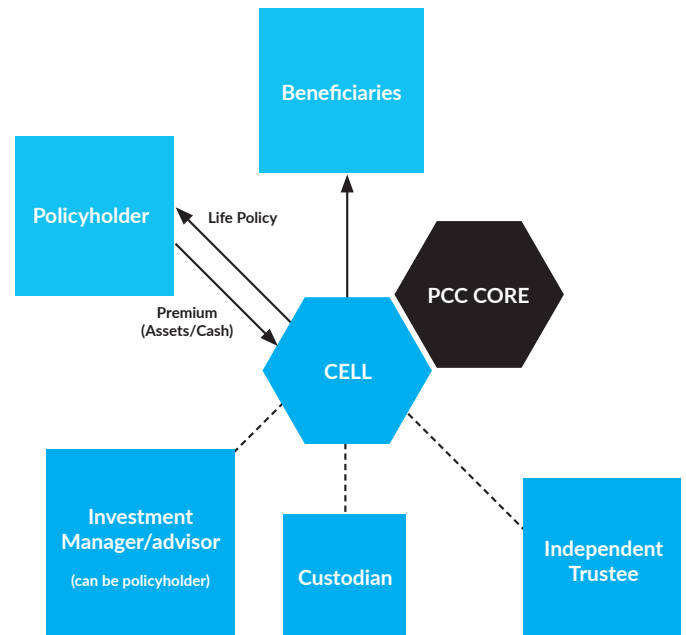 Beneficiaries
Policyholder
Life Policy
PCC CORE
Premium
(Assets/Cash)
CELL
Investment
Manager/advisor
(can be policyholder)
Custodian
Independent
Trustee